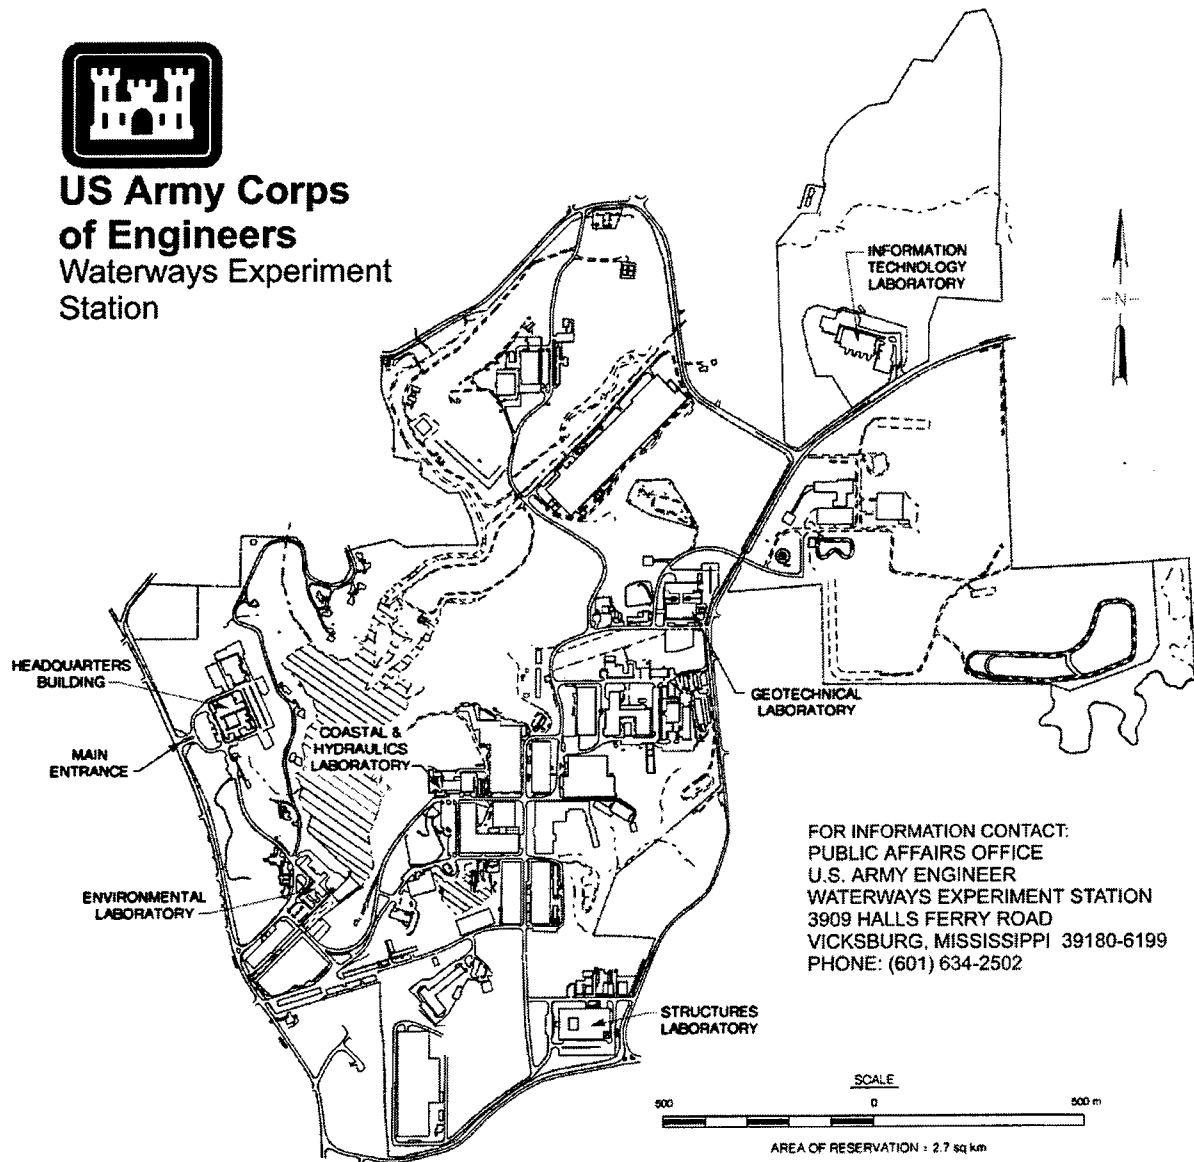 US Army Corps
of Engineers
Waterways Experiment
Station
INFORMATION
TECHNOLOGY
LABORATORY
N
HEADQUARTERS
BUILDING
MAIN
ENTRANCE
COASTAL &
HYDRAULICS
LABORATORY
GEOTECHNICAL
LABORATORY
ENVIRONMENTAL
LABORATORY
FOR INFORMATION CONTACT:
PUBLIC AFFAIRS OFFICE
U.S. ARMY ENGINEER
WATERWAYS EXPERIMENT STATION
3909 HALLS FERRY ROAD
VICKSBURG, MISSISSIPPI 39180-6199
PHONE: (601) 634-2502
STRUCTURES
LABORATORY
SCALE
500 0 500 m
AREA OF RESERVATION : 2.7 sq km